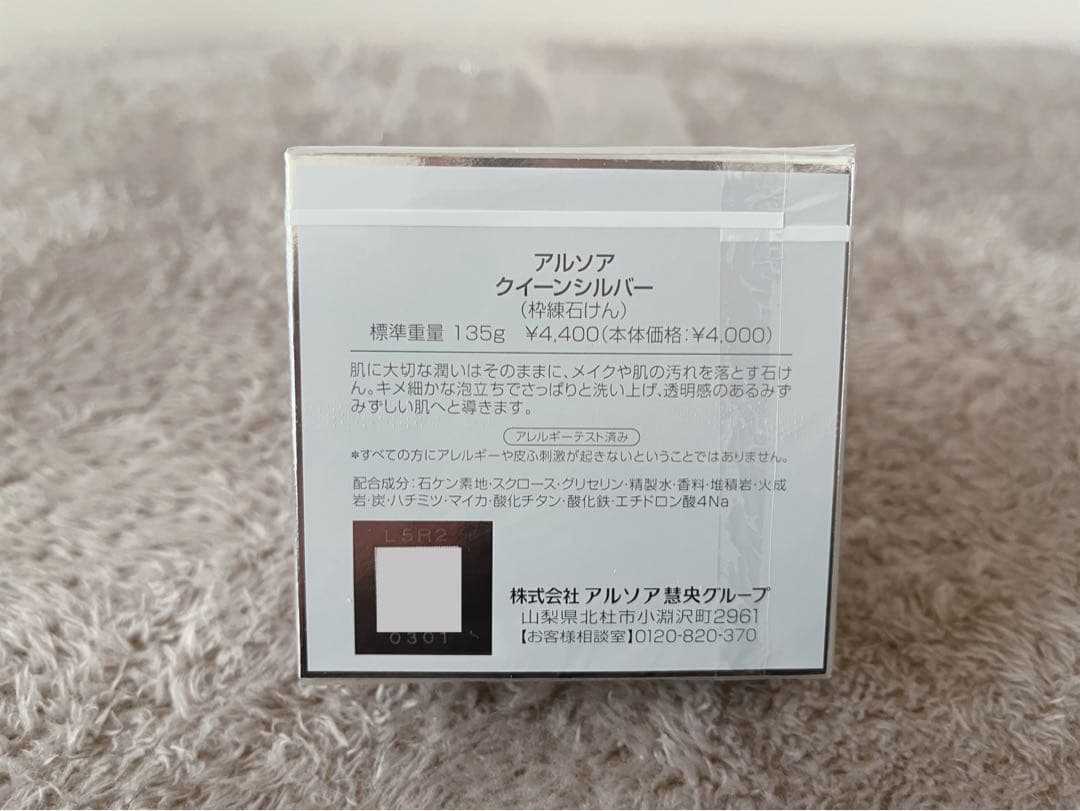 アルソア
クイーンシルバー
(枠練石けん)
標準重量 135g ¥4,400(本体価格:¥4,000)
肌に大切な潤いはそのままに、メイクや肌の汚れを落とす石け
ん。キメ細かな泡立ちでさっぱりと洗い上げ、透明感のあるみず
みずしい肌へと導きます。
アレルギーテスト済み
*すべての方にアレルギーや皮ふ刺激が起きないということではありません。
配合成分:石ケン素地・スクロース・グリセリン・精製水・香料・堆積岩・火成
岩・炭・ハチミツ・マイカ・酸化チタン・酸化鉄・エチドロン酸4Na
L5R2
0301
株式会社 アルソア慧央グループ
山梨県北杜市小淵沢町2961
【お客様相談室】0120-820-370